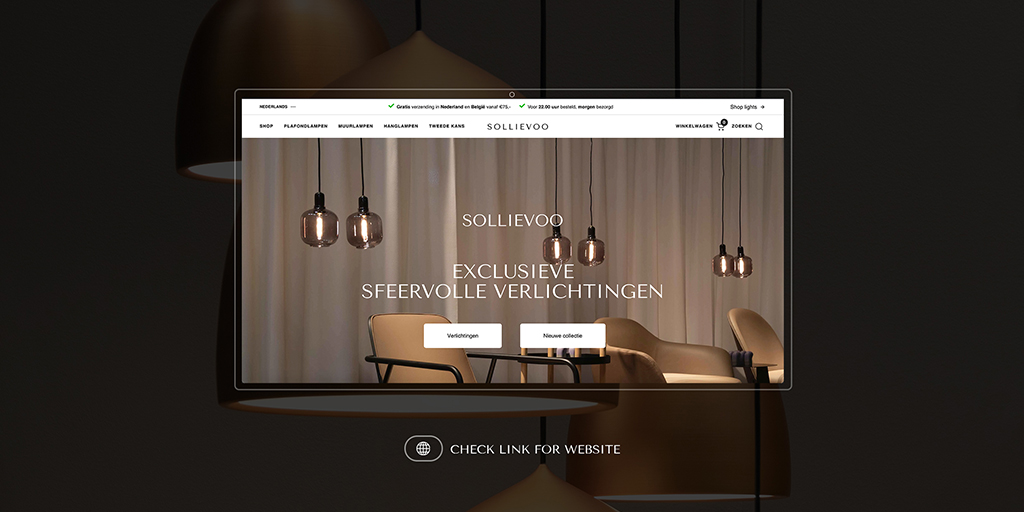 NEDERLANDS
Gratis verzending in Nederland en België vanaf €75,-
Voor 22.00 uur besteld, morgen bezorgd
Shop lights
SHOP PLAFONDLAMPEN MUURLAMPEN HANGLAMPEN TWEEDE KANS
SOLLIEVOO
WINKELWAGEN 0 ZOEKEN
SOLLIEVOO
EXCLUSIEVE
SFEERVOLLE VERLICHTINGEN
Verlichtingen
Nieuwe collectie
CHECK LINK FOR WEBSITE